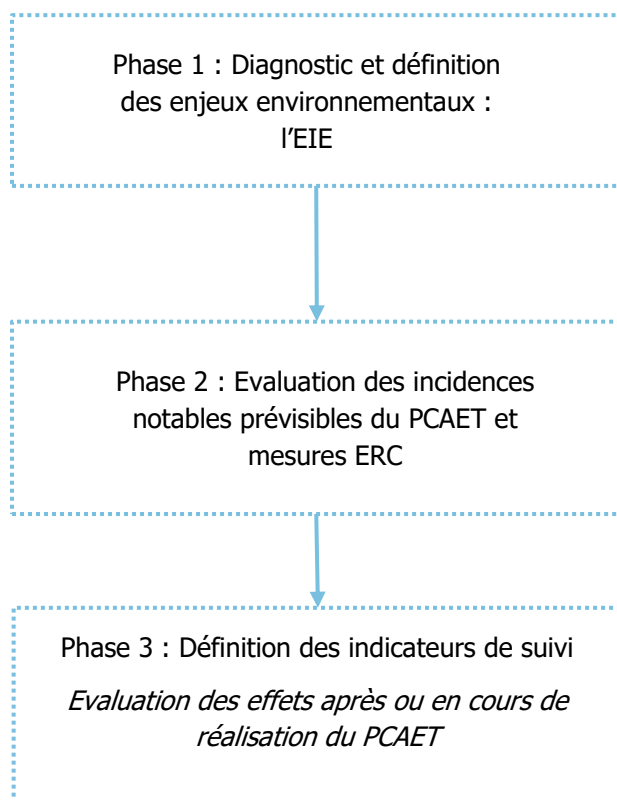 Phase 1 : Diagnostic et définition
des enjeux environnementaux :
l’EIE
Phase 2 : Evaluation des incidences
notables prévisibles du PCAET et
mesures ERC
Phase 3 : Définition des indicateurs de suivi
Evaluation des effets après ou en cours de
réalisation du PCAET